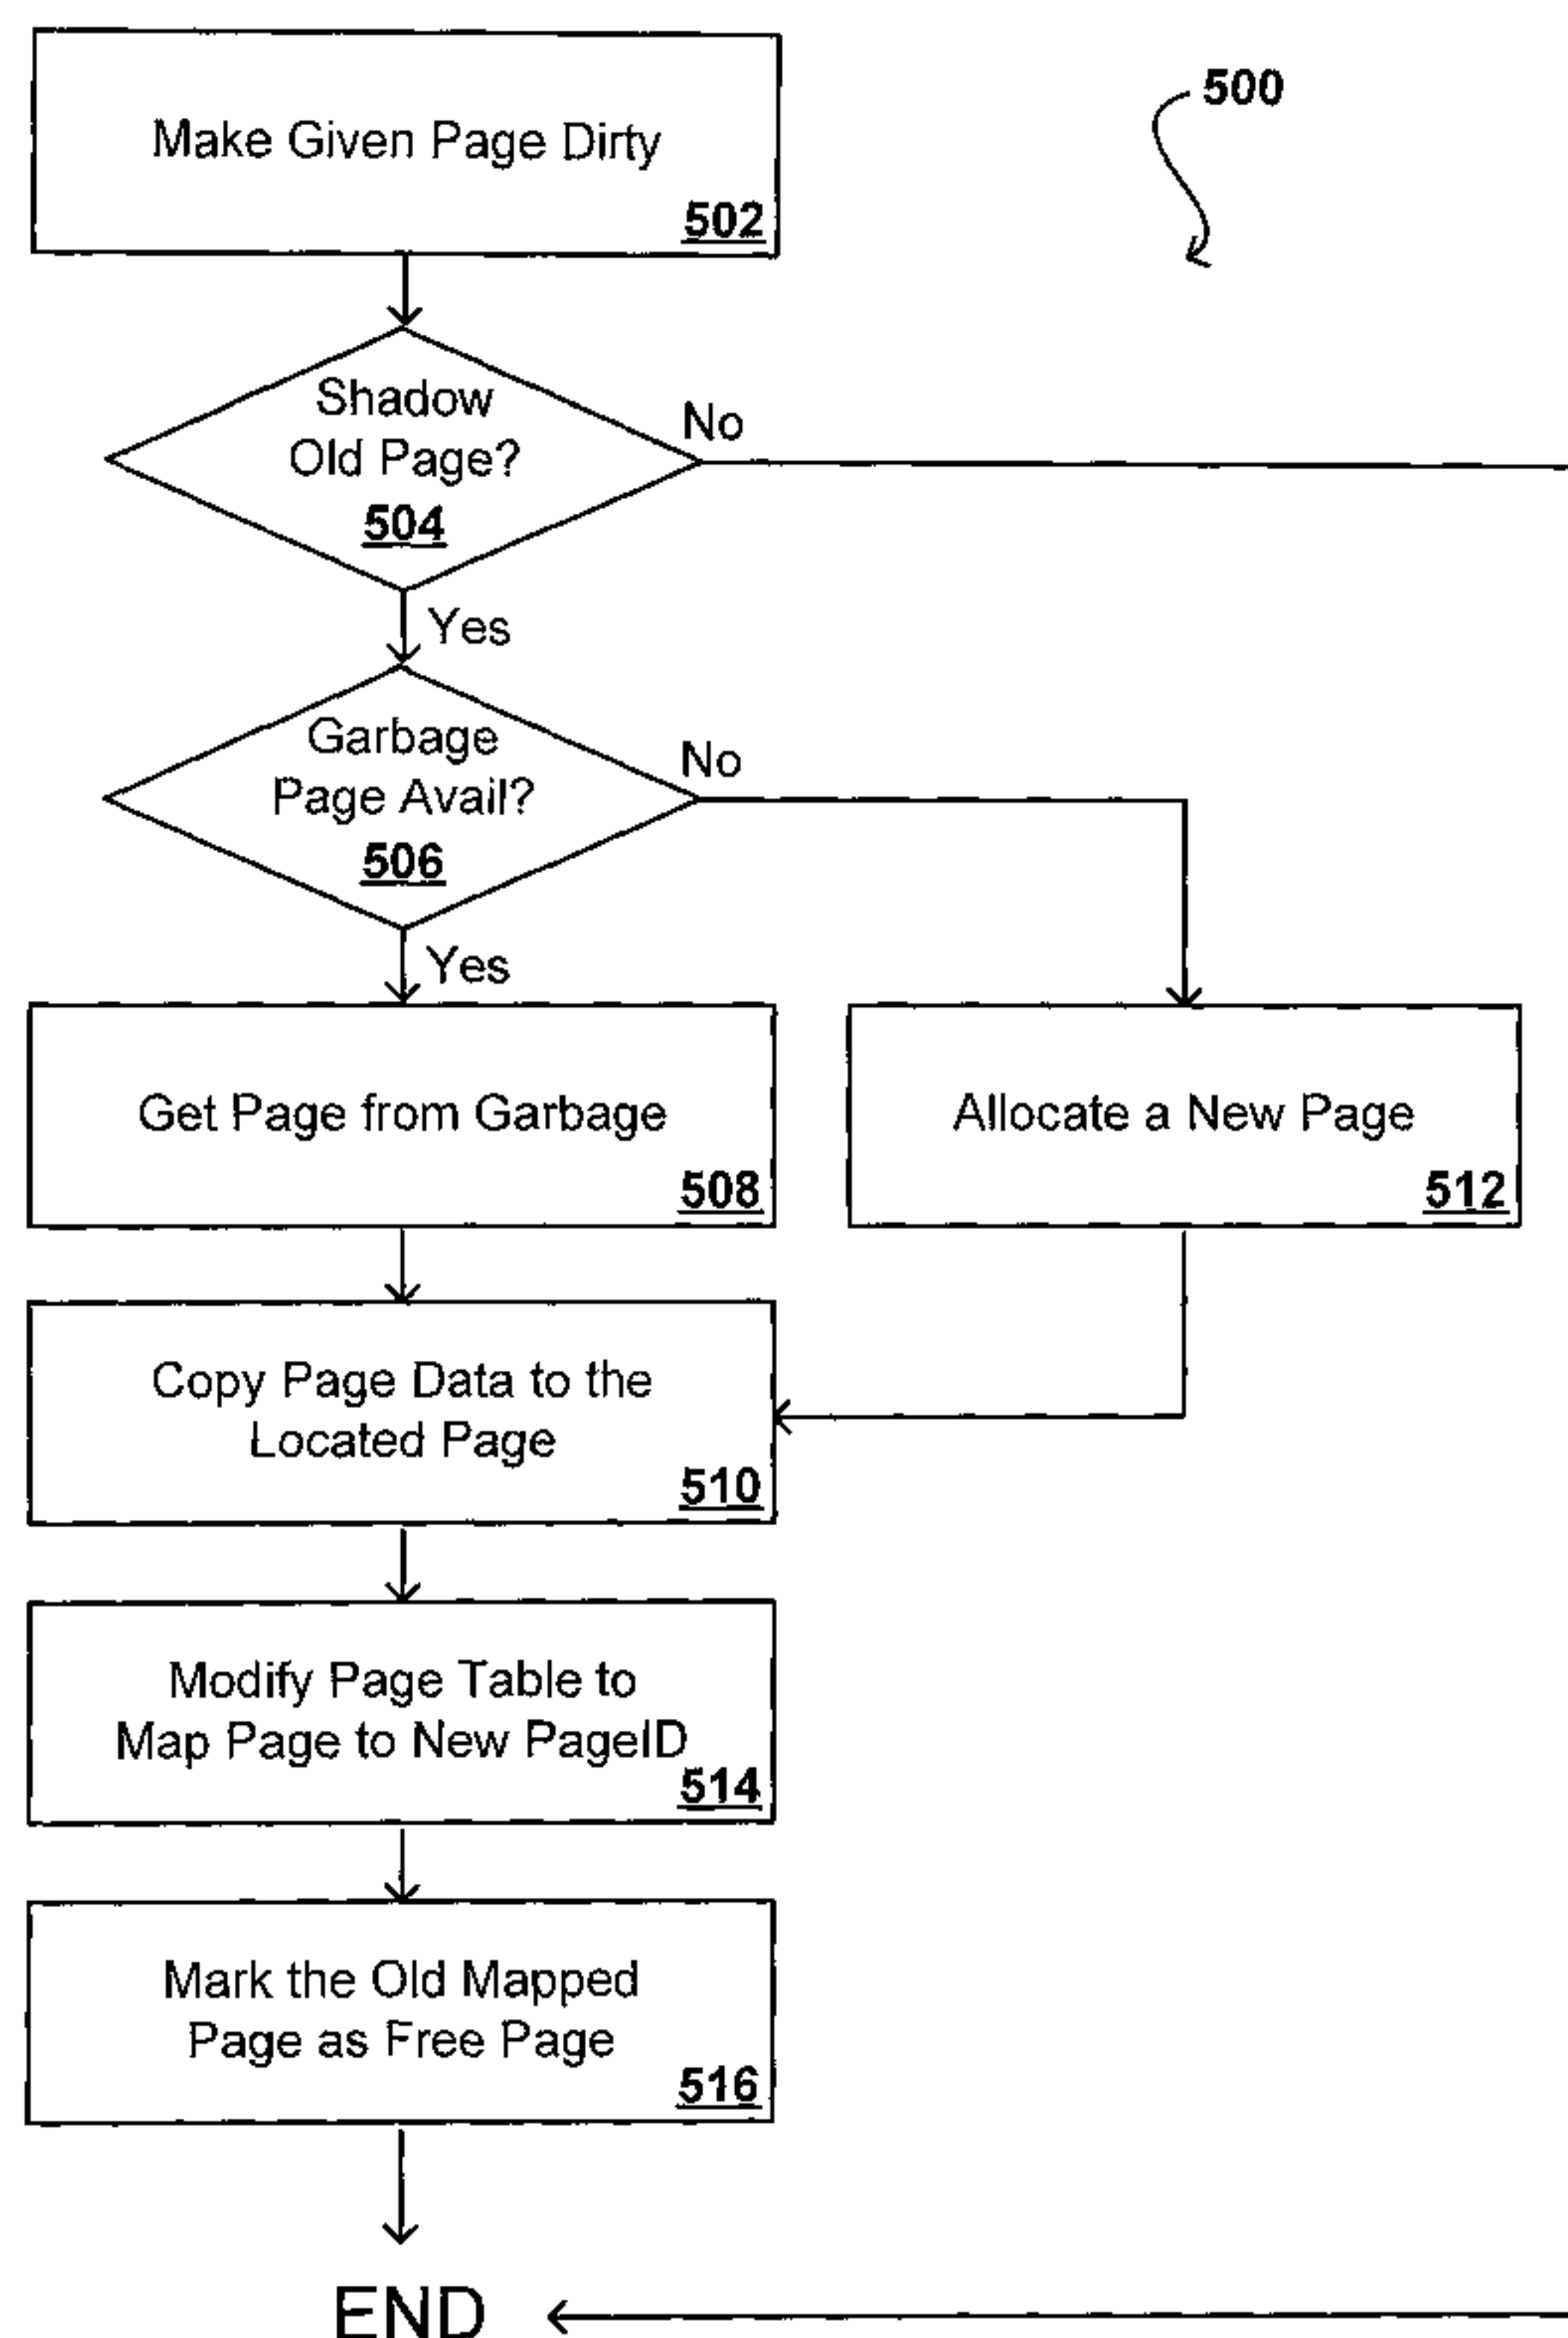 Make Given Page Dirty
502
500
Shadow
Old Page?
504
No
Yes
Garbage
Page Avail?
506
No
Yes
Get Page from Garbage
508
Allocate a New Page
512
Copy Page Data to the
Located Page
510
Modify Page Table to
Map Page to New PageID
514
Mark the Old Mapped
Page as Free Page
516
END